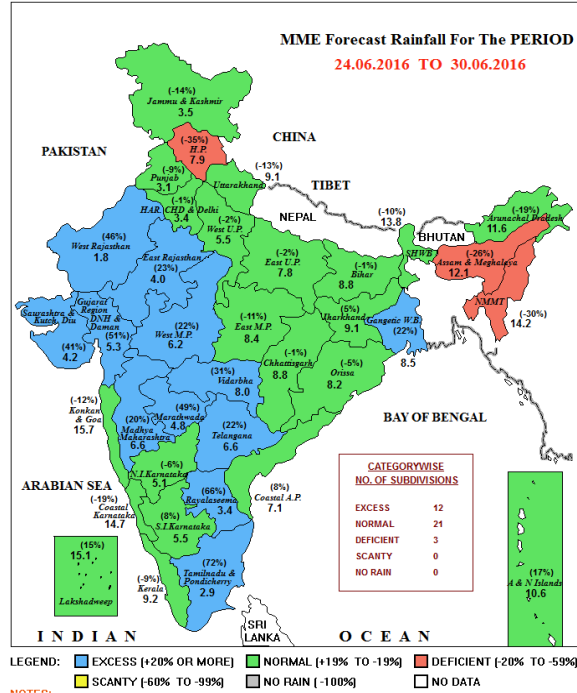 MME Forecast Rainfall For The PERIOD
24.06.2016 TO 30.06.2016
(-14%)
Jammu & Kashmir
3.5
CHINA
PAKISTAN
(-35%)
H.P.
7.9
(-9%)
Punjab
3.1
(-13%)
9.1
Uttarakhand
TIBET
(-1%)
HAR. CHD & Delhi
3.4
(-2%)
West U.P.
5.5
NEPAL
(-10%)
13.8
(-19%)
Arunachal Pradesh
11.6
BHUTAN
(46%)
West Rajasthan
1.8
East Rajasthan
(23%)
4.0
(-2%)
East U.P.
7.8
(-1%)
Bihar
8.8
SHWB
(-26%)
Assam & Meghalaya
12.1
NMMT
(-30%)
14.2
Saurashtra &
Kutch, Diu
(41%)
4.2
Gujarat
Region
DNH &
Daman
(51%)
5.3
(22%)
West M.P.
6.2
(-11%)
East M.P.
8.4
(5%)
Jharkhand
9.1
Gangetic W.B.
(22%)
8.5
(-1%)
Chhattisgarh
8.8
(-5%)
Orissa
8.2
(31%)
Vidarbha
8.0
(-12%)
Konkan
& Goa
15.7
(49%)
Marathwada
4.8
(20%)
Madhya
Maharashtra
6.6
(22%)
Telangana
6.6
BAY OF BENGAL
ARABIAN SEA
(-6%)
N.I.Karnataka
5.1
(-19%)
Coastal
Karnataka
14.7
(66%)
Rayalaseema
3.4
(8%)
Coastal A.P.
7.1
(8%)
S.I.Karnataka
5.5
(15%)
15.1
Lakshadweep
(-9%)
Kerala
9.2
(72%)
Tamilnadu &
Pondicherry
2.9
(17%)
A & N Islands
10.6
CATEGORYWISE
NO. OF SUBDIVISIONS
EXCESS 12
NORMAL 21
DEFICIENT 3
SCANTY 0
NO RAIN 0
SRI
LANKA
INDIAN OCEAN
LEGEND: EXCESS (+20% OR MORE) NORMAL (+19% TO -19%) DEFICIENT (-20% TO -59%)
SCANTY (-60% TO -99%) NO RAIN (-100%) NO DATA
NOTES: